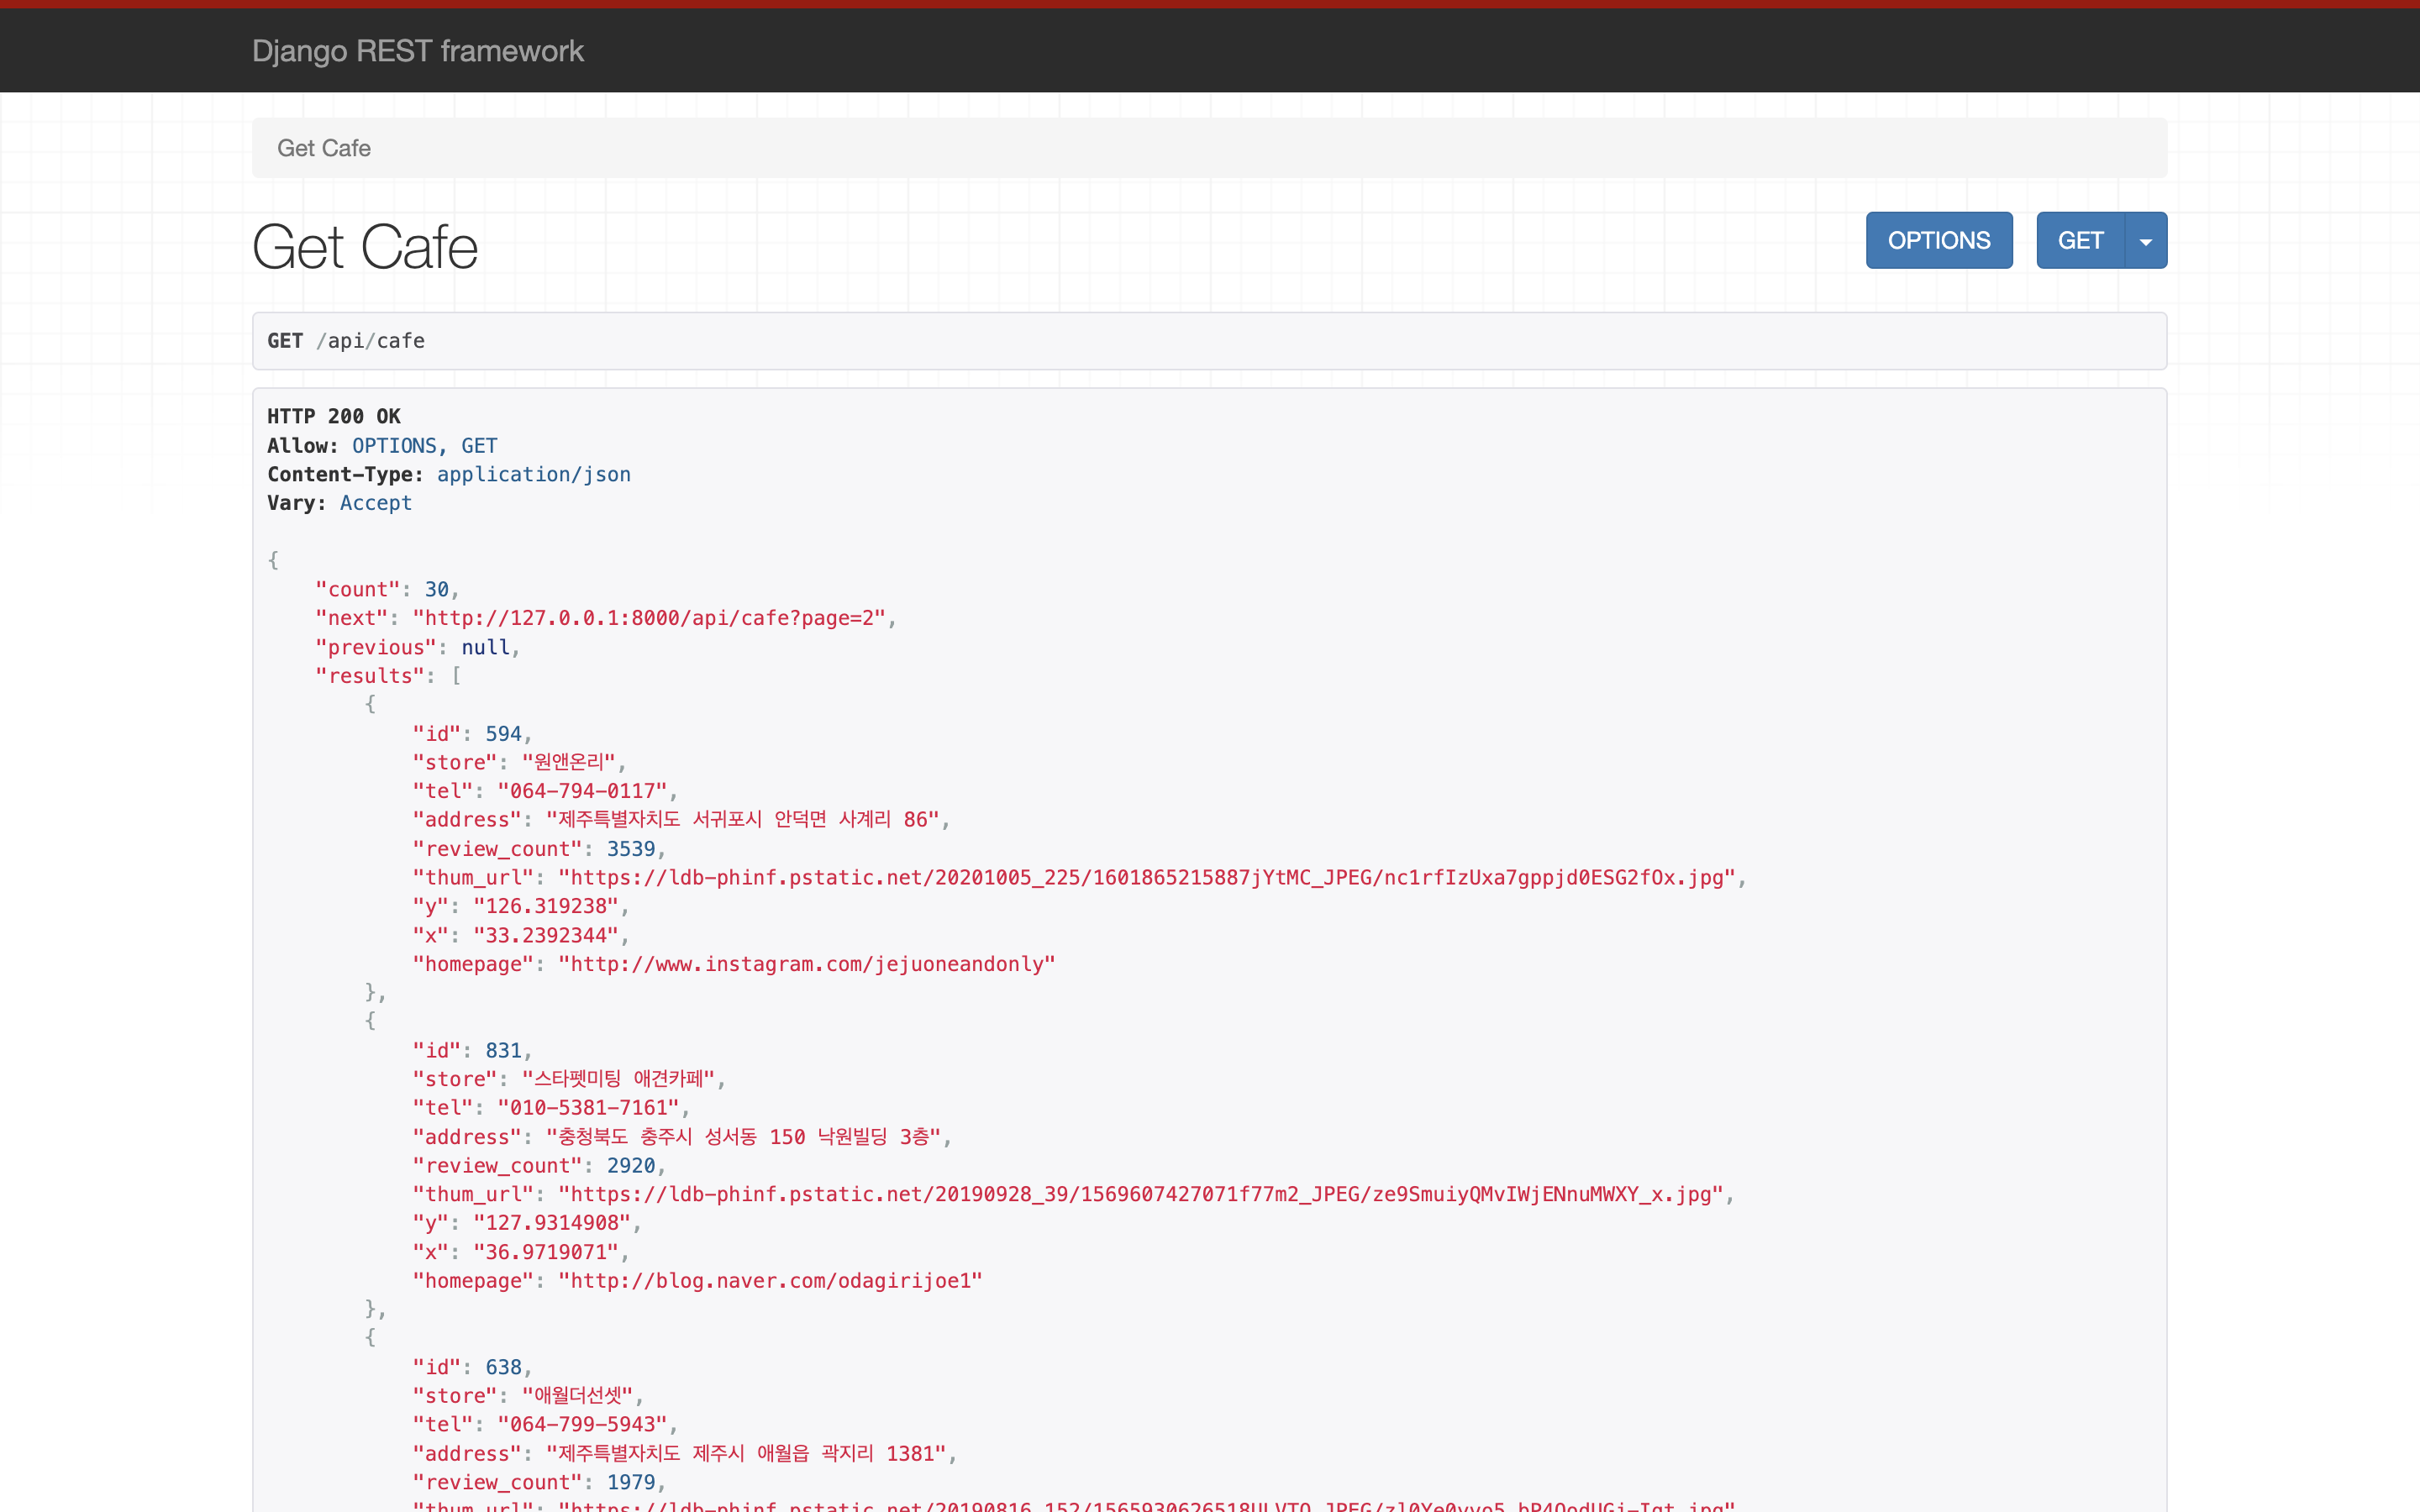 Django REST framework
Get Cafe
Get Cafe
OPTIONS
GET
GET /api/cafe
HTTP 200 OK
Allow: OPTIONS, GET
Content-Type: application/json
Vary: Accept
{
"count": 30,
"next": "http://127.0.0.1:8000/api/cafe?page=2",
"previous": null,
"results": [
{
"id": 594,
"store": "원앤온리",
"tel": "064-794-0117",
"address": "제주특별자치도 서귀포시 안덕면 사계리 86",
"review_count": 3539,
"thum_url": "https://ldb-phinf.pstatic.net/20201005_225/1601865215887jYtMC_JPEG/nc1rfIzUxa7gppjd0ESG2fOx.jpg",
"y": "126.319238",
"x": "33.2392344",
"homepage": "http://www.instagram.com/jejuoneandonly"
},
{
"id": 831,
"store": "스타펫미팅 애견카페",
"tel": "010-5381-7161",
"address": "충청북도 충주시 성서동 150 낙원빌딩 3층",
"review_count": 2920,
"thum_url": "https://ldb-phinf.pstatic.net/20190928_39/1569607427071f77m2_JPEG/ze9SmuiyQMvIWjENnuMWXY_x.jpg",
"y": "127.9314908",
"x": "36.9719071",
"homepage": "http://blog.naver.com/odagirijoe1"
},
{
"id": 638,
"store": "애월더선셋",
"tel": "064-799-5943",
"address": "제주특별자치도 제주시 애월읍 곽지리 1381",
"review_count": 1979,
"thum_url":